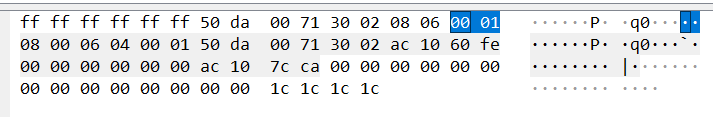 ff ff ff ff ff ff 50 da 00 71 30 02 08 06 00 01 ······P· ·q0·····
08 00 06 04 00 01 50 da 00 71 30 02 ac 10 60 fe ······P· ·q0···`·
00 00 00 00 00 00 ac 10 7c ca 00 00 00 00 00 00 ········ |·······
00 00 00 00 00 00 00 00 1c 1c 1c 1c ········ ····